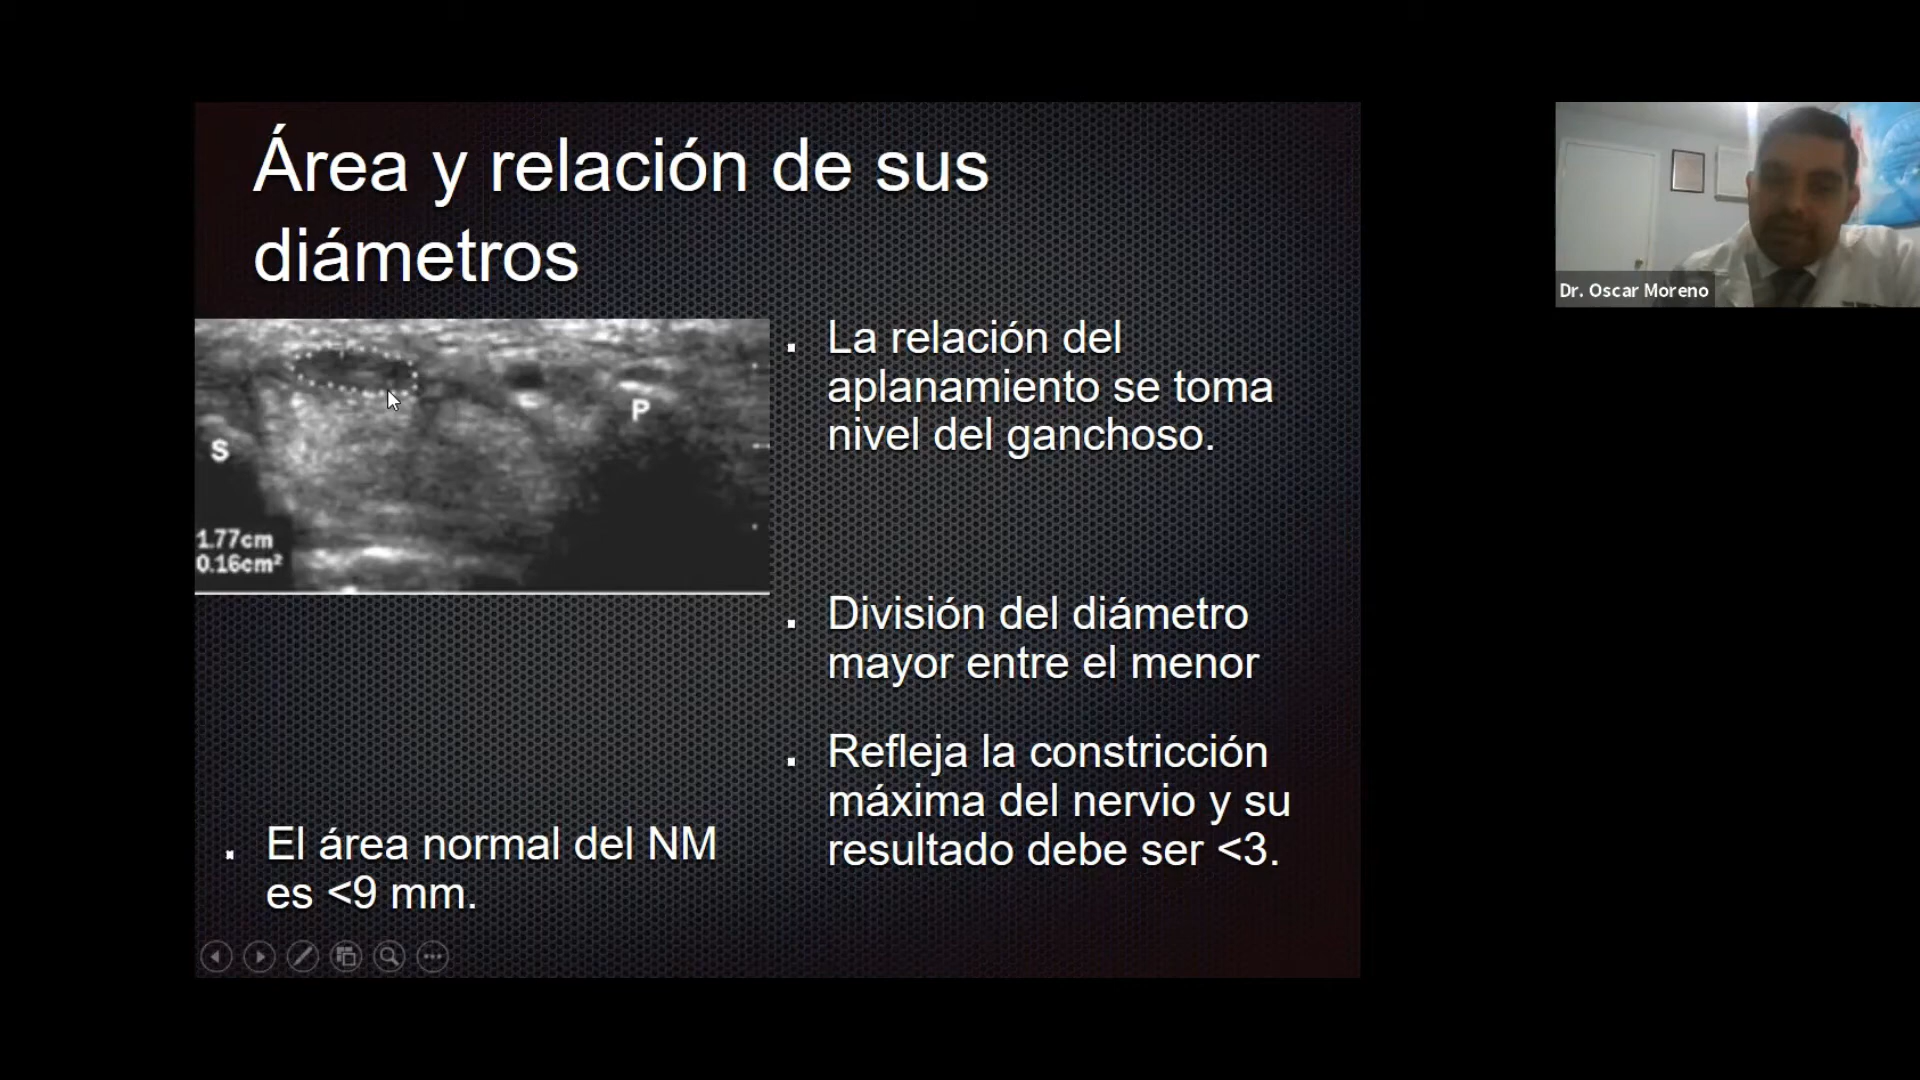 Área y relación de sus
diámetros
S
P
1.77cm
0.16cm²
La relación del
aplanamiento se toma
nivel del ganchoso.
División del diámetro
mayor entre el menor
Refleja la constricción
máxima del nervio y su
resultado debe ser <3.
El área normal del NM
es <9 mm.
Dr. Oscar Moreno